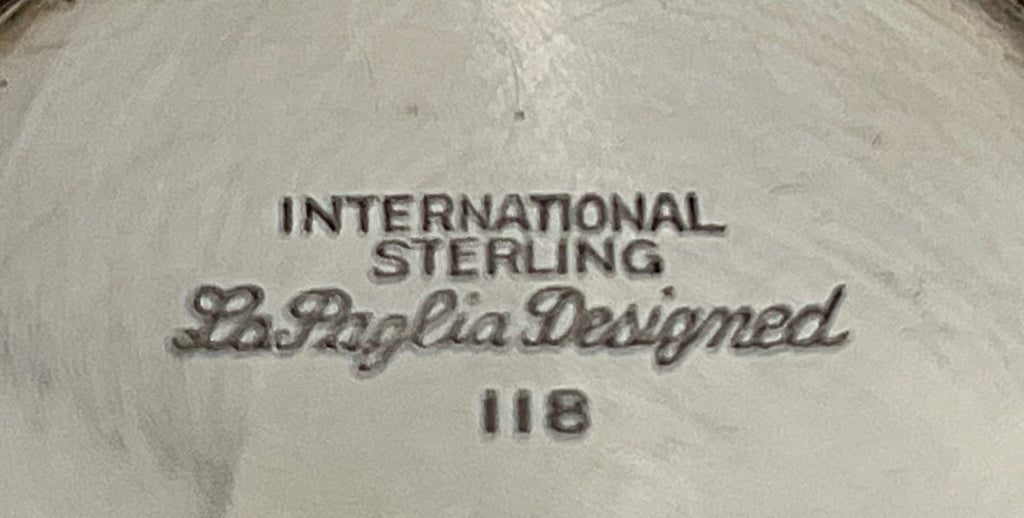 INTERNATIONAL
STERLING
La Paglia Designed
118